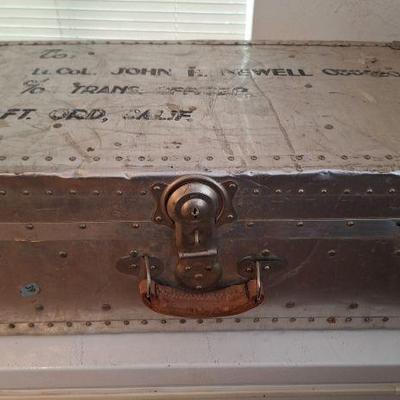 To:
Lt. COL. JOHN R. NEWELL
C/O TRANS. OFFICER,
FT. ORD, CALIF.